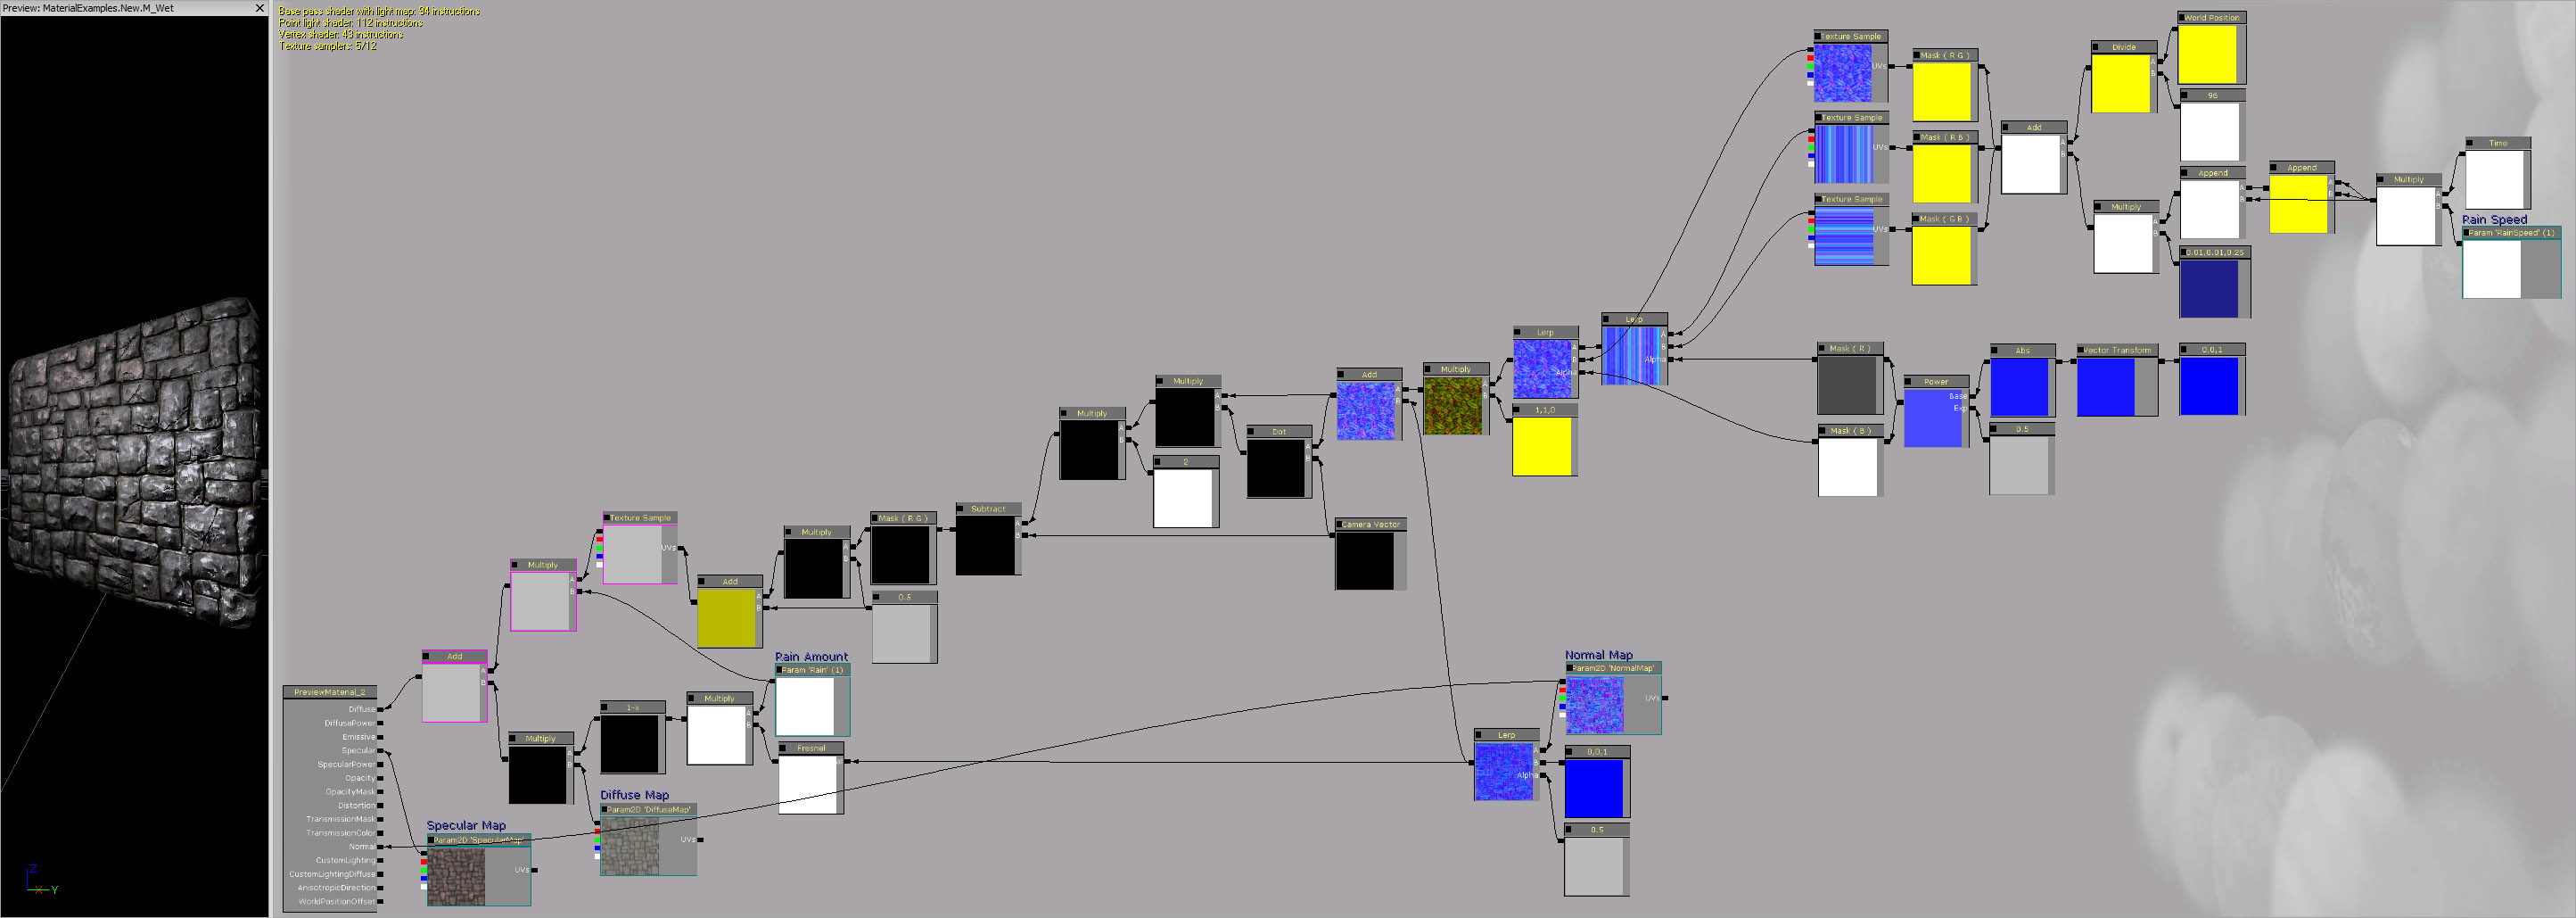 Preview: MaterialExamples.New.M_Wet
Base pass shader with light map: 94 instructions
Point light shader: 112 instructions
Vertex shader: 43 instructions
Texture samplers: 5/12
World Position
Texture Sample
UVs
Mask ( R G )
Divide
A
B
96
Texture Sample
UVs
Mask ( R B )
Add
A
B
Time
Append
A
B
Append
A
B
Multiply
A
B
Texture Sample
UVs
Mask ( G B )
Multiply
A
B
Rain Speed
Param 'RainSpeed' (1)
0.01,0.01,0.25
Lerp
A
B
Alpha
Lerp
A
B
Alpha
Mask ( R )
Abs
Vector Transform
0,0,1
Power
Base
Exp
Mask ( B )
0.5
Add
A
B
Multiply
A
B
1,1,0
Multiply
A
B
Multiply
A
B
Dot
A
B
2
Camera Vector
Subtract
A
B
Mask ( R G )
Multiply
A
B
Texture Sample
UVs
Multiply
A
B
Add
A
B
0.5
Add
A
B
Rain Amount
Param 'Rain' (1)
Normal Map
Param2D 'NormalMap'
UVs
Multiply
A
B
1-x
Multiply
A
B
Fresnel
Lerp
A
B
Alpha
0,0,1
0.5
Diffuse Map
Param2D 'DiffuseMap'
UVs
Specular Map
Param2D 'SpecularMap'
UVs
PreviewMaterial_2
Diffuse
DiffusePower
Emissive
Specular
SpecularPower
Opacity
OpacityMask
Distortion
TransmissionMask
TransmissionColor
Normal
CustomLighting
CustomLightingDiffuse
AnisotropicDirection
WorldPositionOffset
Z
X
Y